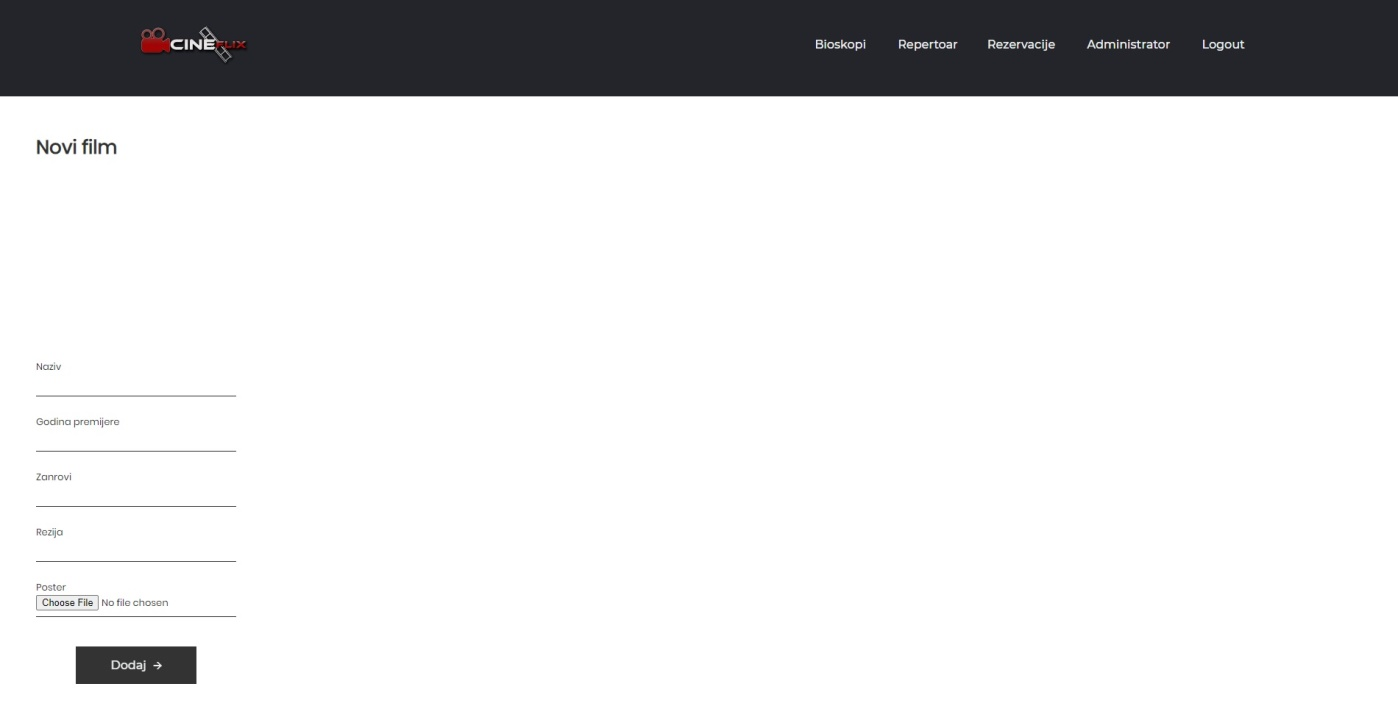 CINEFLIX
Bioskopi Repertoar Rezervacije Administrator Logout
Novi film
Naziv
Godina premijere
Zanrovi
Rezija
Poster
Choose File No file chosen
Dodaj →